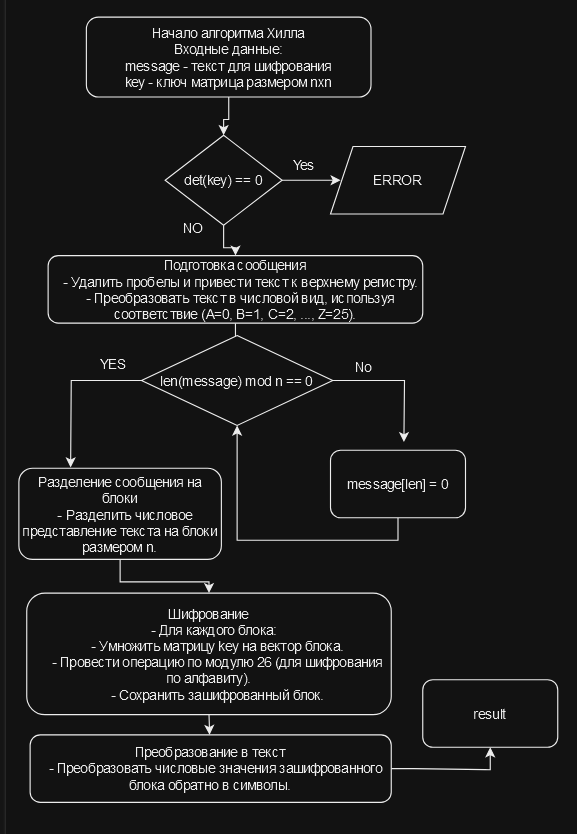 Начало алгоритма Хилла
Входные данные:
message - текст для шифрования
key - ключ матрица размером nxn
det(key) == 0
Yes
ERROR
NO
Подготовка сообщения
- Удалить пробелы и привести текст к верхнему регистру.
- Преобразовать текст в числовой вид, используя
соответствие (A=0, B=1, C=2, ..., Z=25).
YES
len(message) mod n == 0
No
message[len] = 0
Разделение сообщения на
блоки
- Разделить числовое
представление текста на блоки
размером n.
Шифрование
- Для каждого блока:
- Умножить матрицу key на вектор блока.
- Провести операцию по модулю 26 (для шифрования
по алфавиту).
- Сохранить зашифрованный блок.
result
Преобразование в текст
- Преобразовать числовые значения зашифрованного
блока обратно в символы.